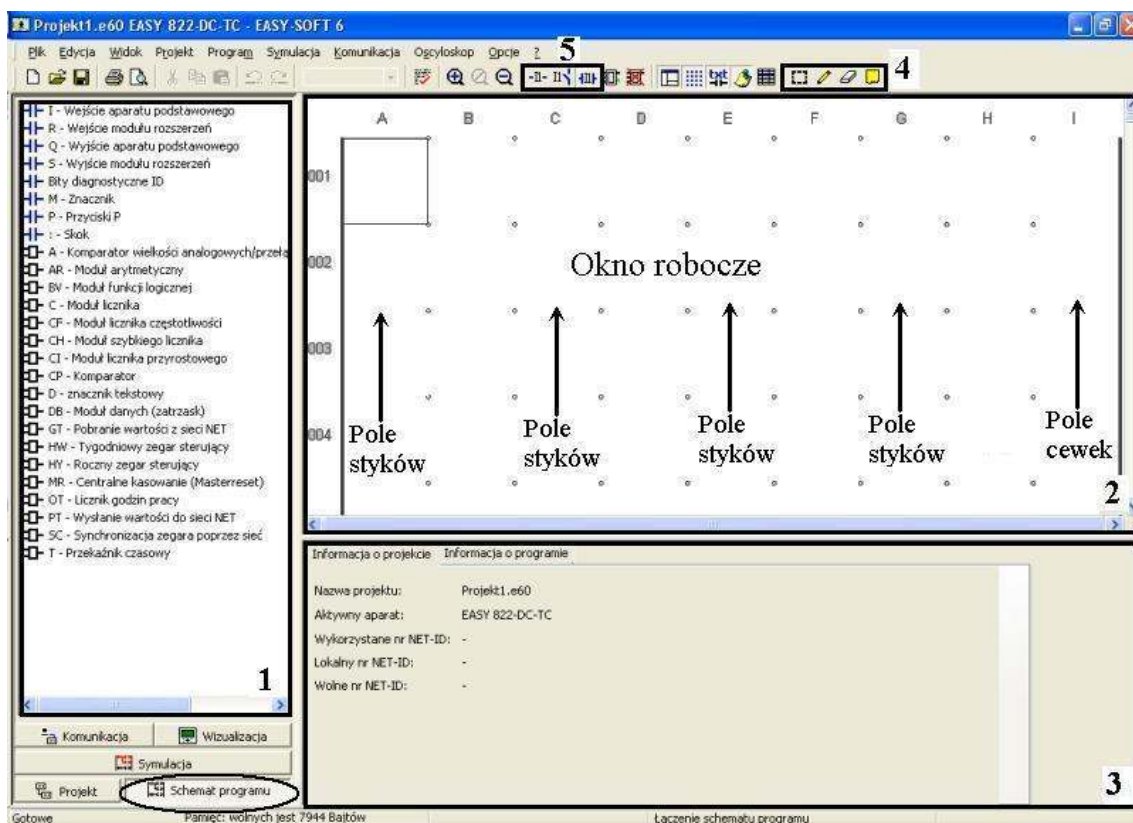 Projekt1.e60 EASY 822-DC-TC - EASY-SOFT 6
Plik Edycja Widok Projekt Program Symulacja Komunikacja Oscyloskop Opcje ?
5
4
I - Wejście aparatu podstawowego
R - Wejście modułu rozszerzeń
Q - Wyjście aparatu podstawowego
S - Wyjście modułu rozszerzeń
Bity diagnostyczne ID
M - Znacznik
P - Przyciski P
: - Skok
A - Komparator wielkości analogowych/przełą
AR - Moduł arytmetyczny
BV - Moduł funkcji logicznej
C - Moduł licznika
CF - Moduł licznika częstotliwości
CH - Moduł szybkiego licznika
CI - Moduł licznika przyrostowego
CP - Komparator
D - znacznik tekstowy
DB - Moduł danych (zatrzask)
GT - Pobranie wartości z sieci NET
HW - Tygodniowy zegar sterujący
HY - Roczny zegar sterujący
MR - Centralne kasowanie (Masterreset)
OT - Licznik godzin pracy
PT - Wysłanie wartości do sieci NET
SC - Synchronizacja zegara poprzez sieć
T - Przekaźnik czasowy
1
Komunikacja Wizualizacja
Symulacja
Projekt Schemat programu
A B C D E F G H I
001
002
003
004
Okno robocze
Pole styków
Pole styków
Pole styków
Pole styków
Pole cewek
2
Informacja o projekcie Informacja o programie
Nazwa projektu: Projekt1.e60
Aktywny aparat: EASY 822-DC-TC
Wykorzystane nr NET-ID: -
Lokalny nr NET-ID: -
Wolne nr NET-ID: -
3
Gotowe Pamięć: wolnych jest 7944 Bajtów Łączenie schematu programu